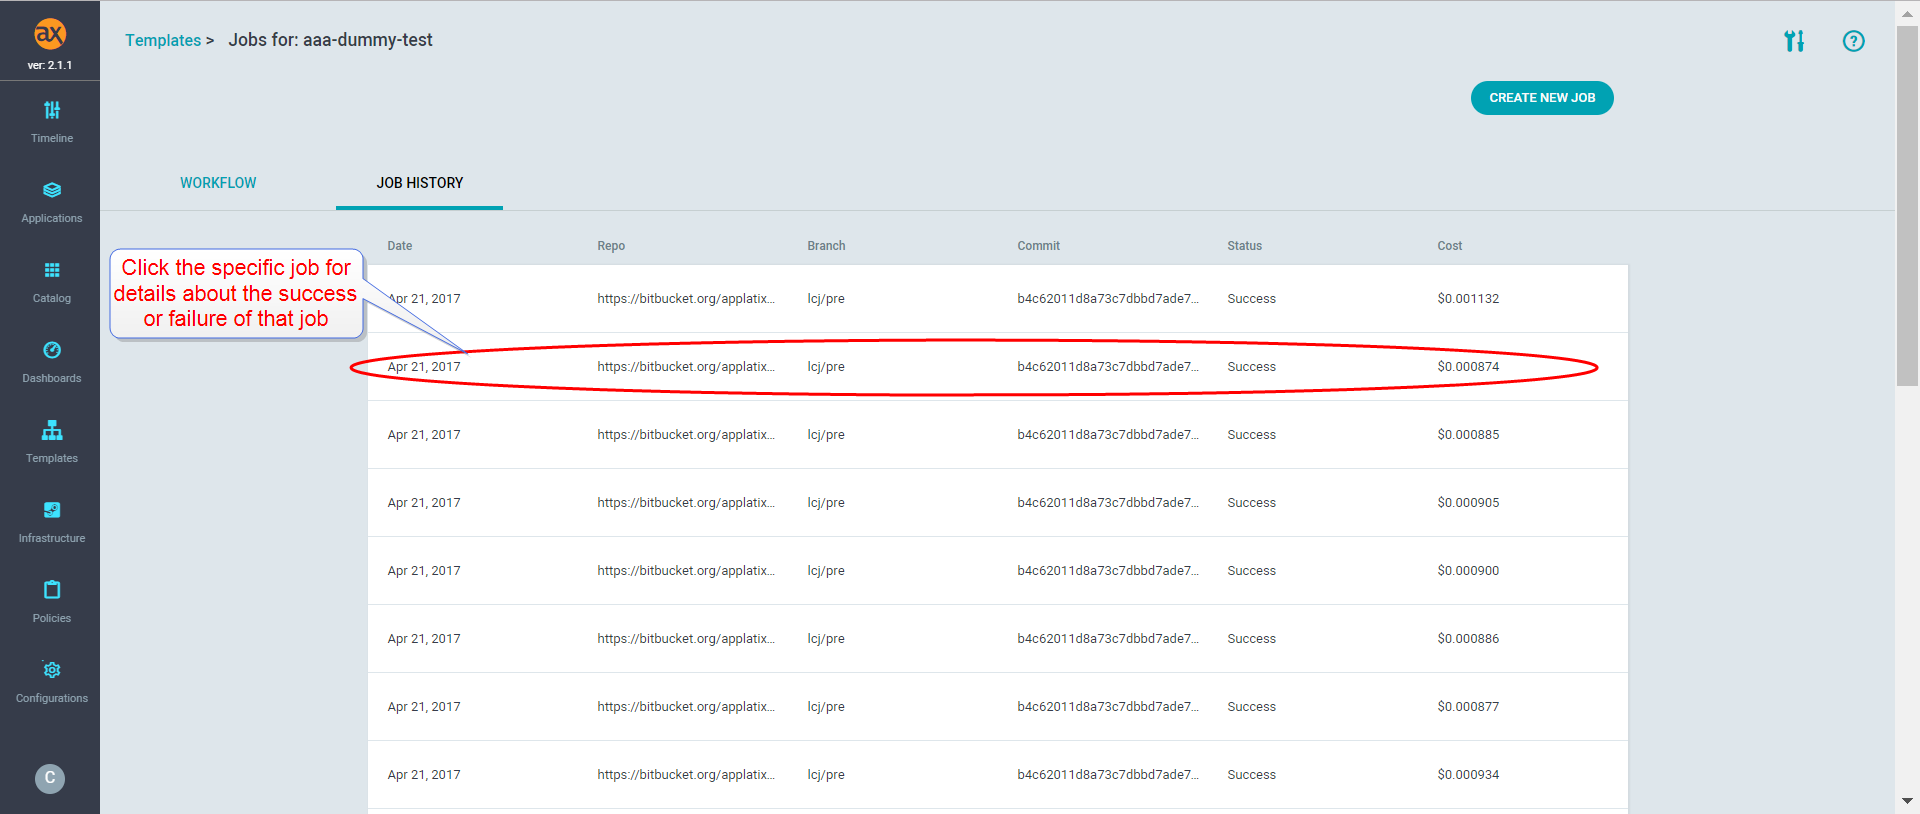 ax
ver: 2.1.1
Timeline
Applications
Catalog
Dashboards
Templates
Infrastructure
Policies
Configurations
C
Templates > Jobs for: aaa-dummy-test
?
CREATE NEW JOB
WORKFLOW JOB HISTORY
Click the specific job for
details about the success
or failure of that job
Date Repo Branch Commit Status Cost
Apr 21, 2017 https://bitbucket.org/applatix... lcj/pre b4c62011d8a73c7dbbd7ade7... Success $0.001132
Apr 21, 2017 https://bitbucket.org/applatix... lcj/pre b4c62011d8a73c7dbbd7ade7... Success $0.000874
Apr 21, 2017 https://bitbucket.org/applatix... lcj/pre b4c62011d8a73c7dbbd7ade7... Success $0.000885
Apr 21, 2017 https://bitbucket.org/applatix... lcj/pre b4c62011d8a73c7dbbd7ade7... Success $0.000905
Apr 21, 2017 https://bitbucket.org/applatix... lcj/pre b4c62011d8a73c7dbbd7ade7... Success $0.000900
Apr 21, 2017 https://bitbucket.org/applatix... lcj/pre b4c62011d8a73c7dbbd7ade7... Success $0.000886
Apr 21, 2017 https://bitbucket.org/applatix... lcj/pre b4c62011d8a73c7dbbd7ade7... Success $0.000877
Apr 21, 2017 https://bitbucket.org/applatix... lcj/pre b4c62011d8a73c7dbbd7ade7... Success $0.000934